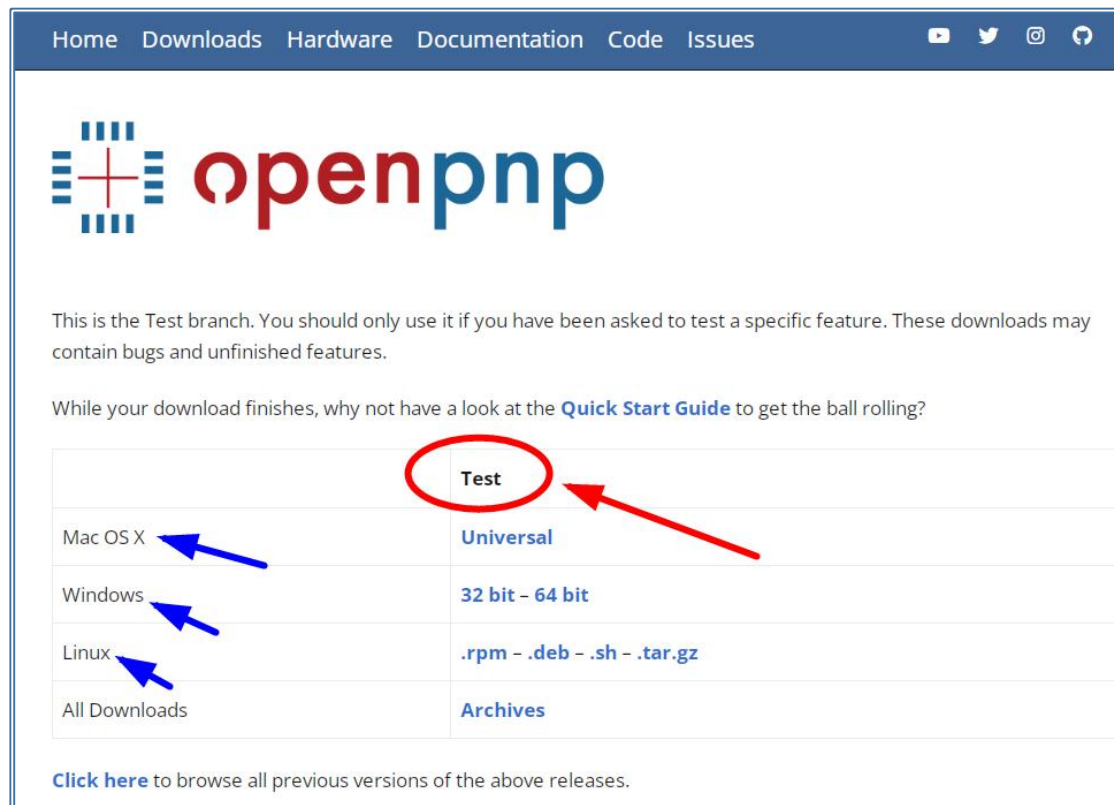 Home Downloads Hardware Documentation Code Issues
openpnp
This is the Test branch. You should only use it if you have been asked to test a specific feature. These downloads may
contain bugs and unfinished features.
While your download finishes, why not have a look at the Quick Start Guide to get the ball rolling?
Test
Mac OS X Universal
Windows 32 bit – 64 bit
Linux .rpm – .deb – .sh – .tar.gz
All Downloads Archives
Click here to browse all previous versions of the above releases.